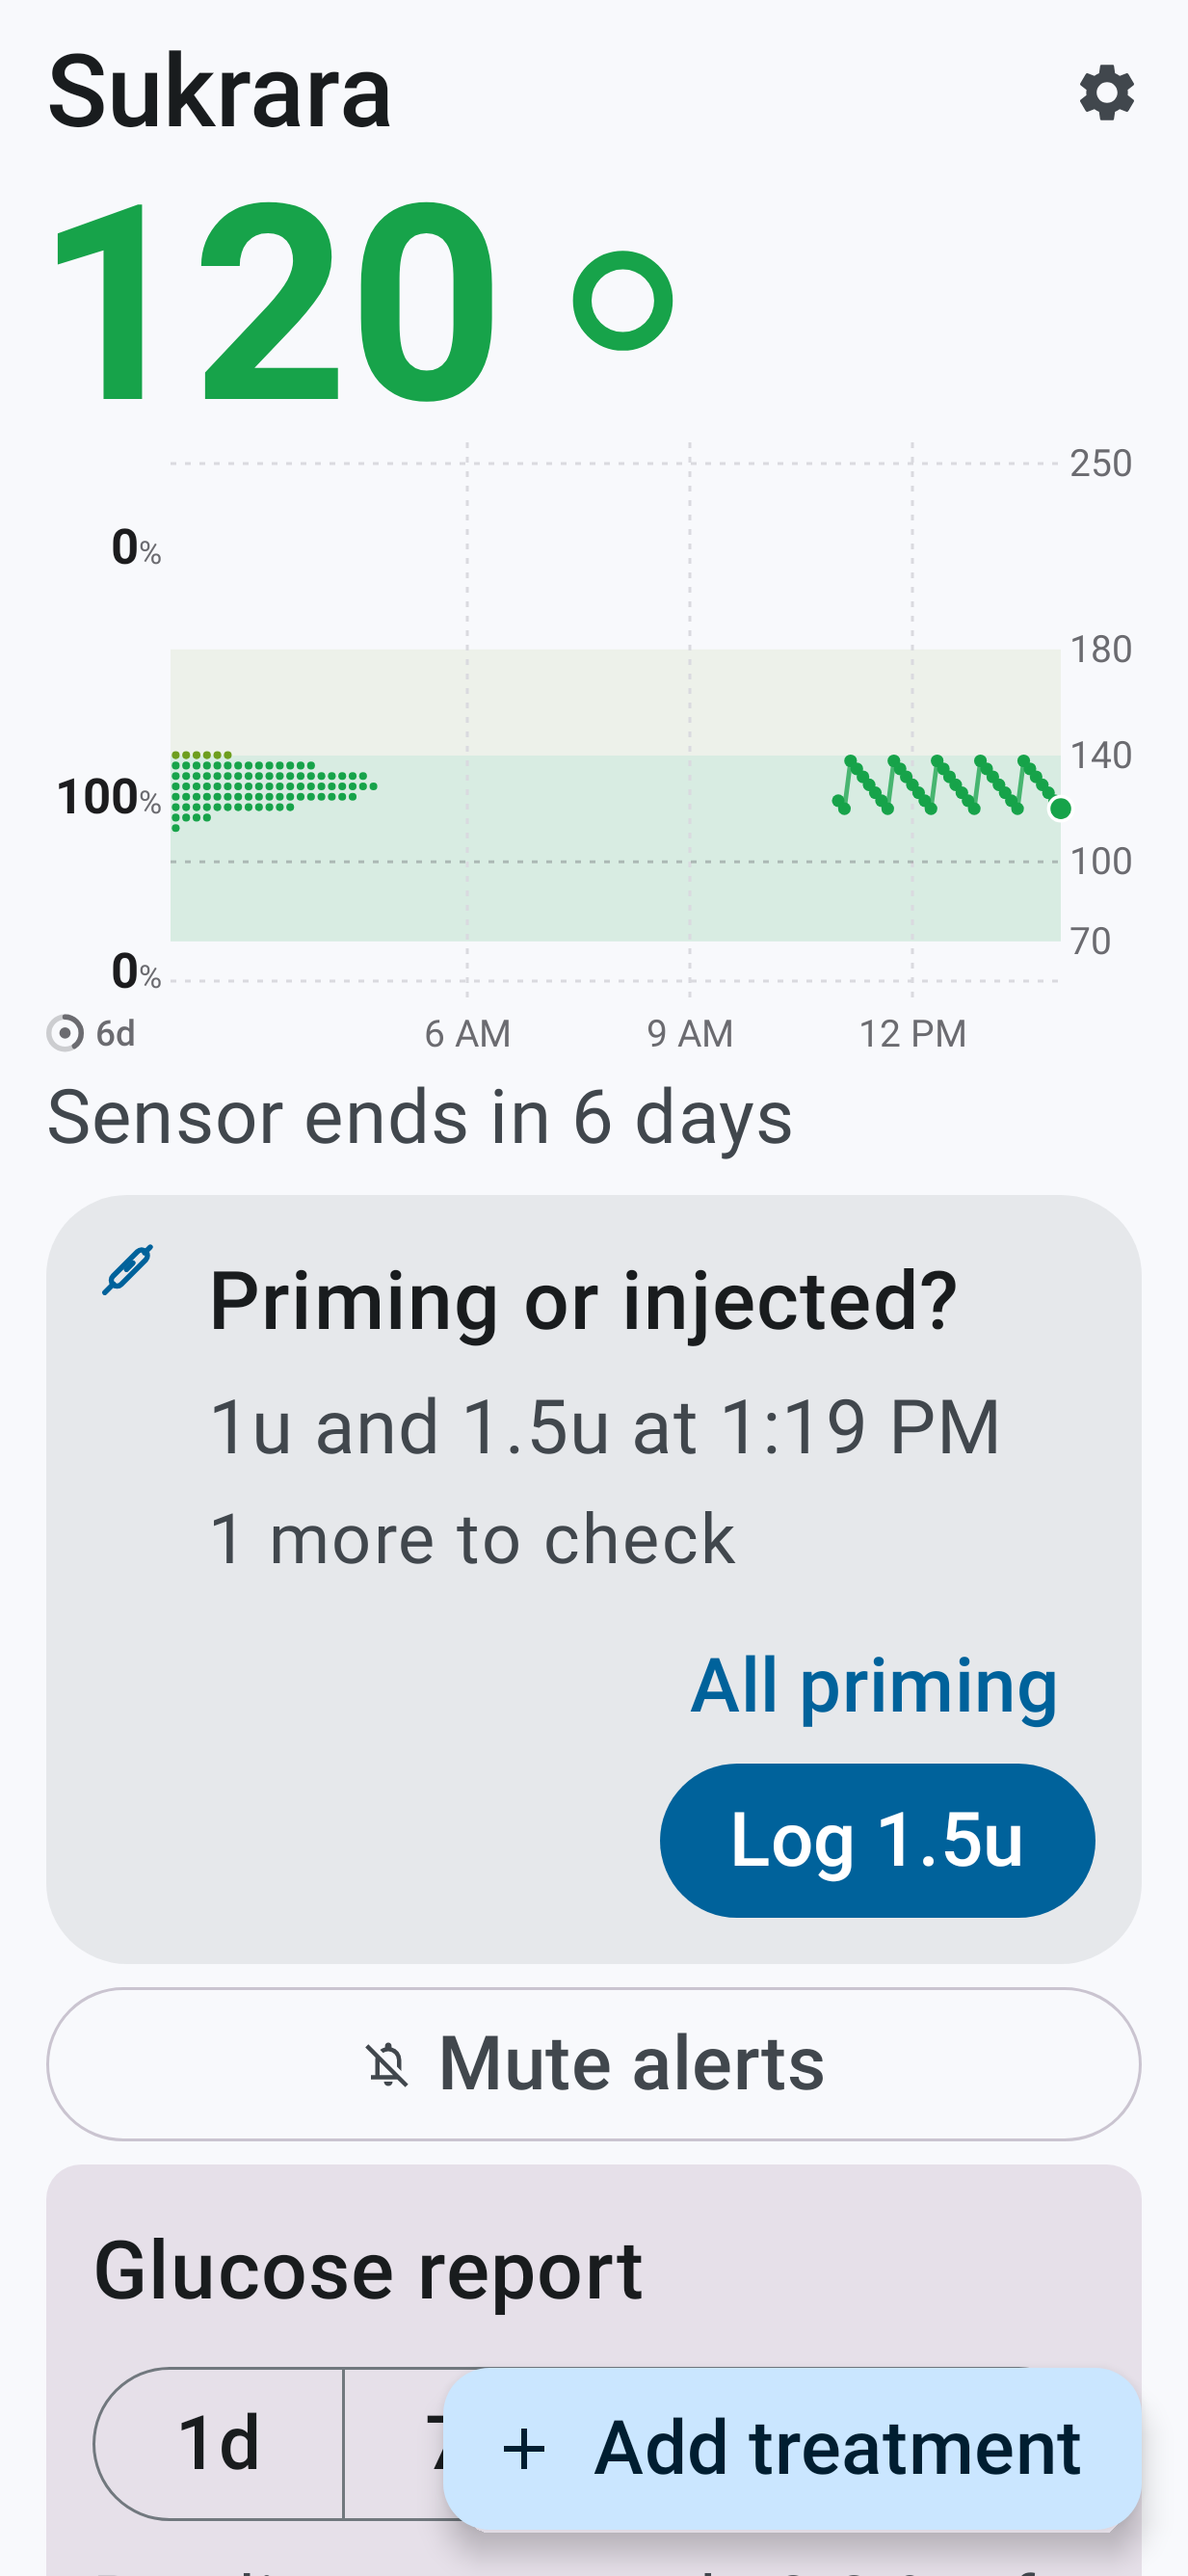 Sukrara
120
250
0%
180
140
100%
100
70
0%
6d
6 AM
9 AM
12 PM
Sensor ends in 6 days
Priming or injected?
1u and 1.5u at 1:19 PM
1 more to check
All priming
Log 1.5u
Mute alerts
Glucose report
1d
+ Add treatment